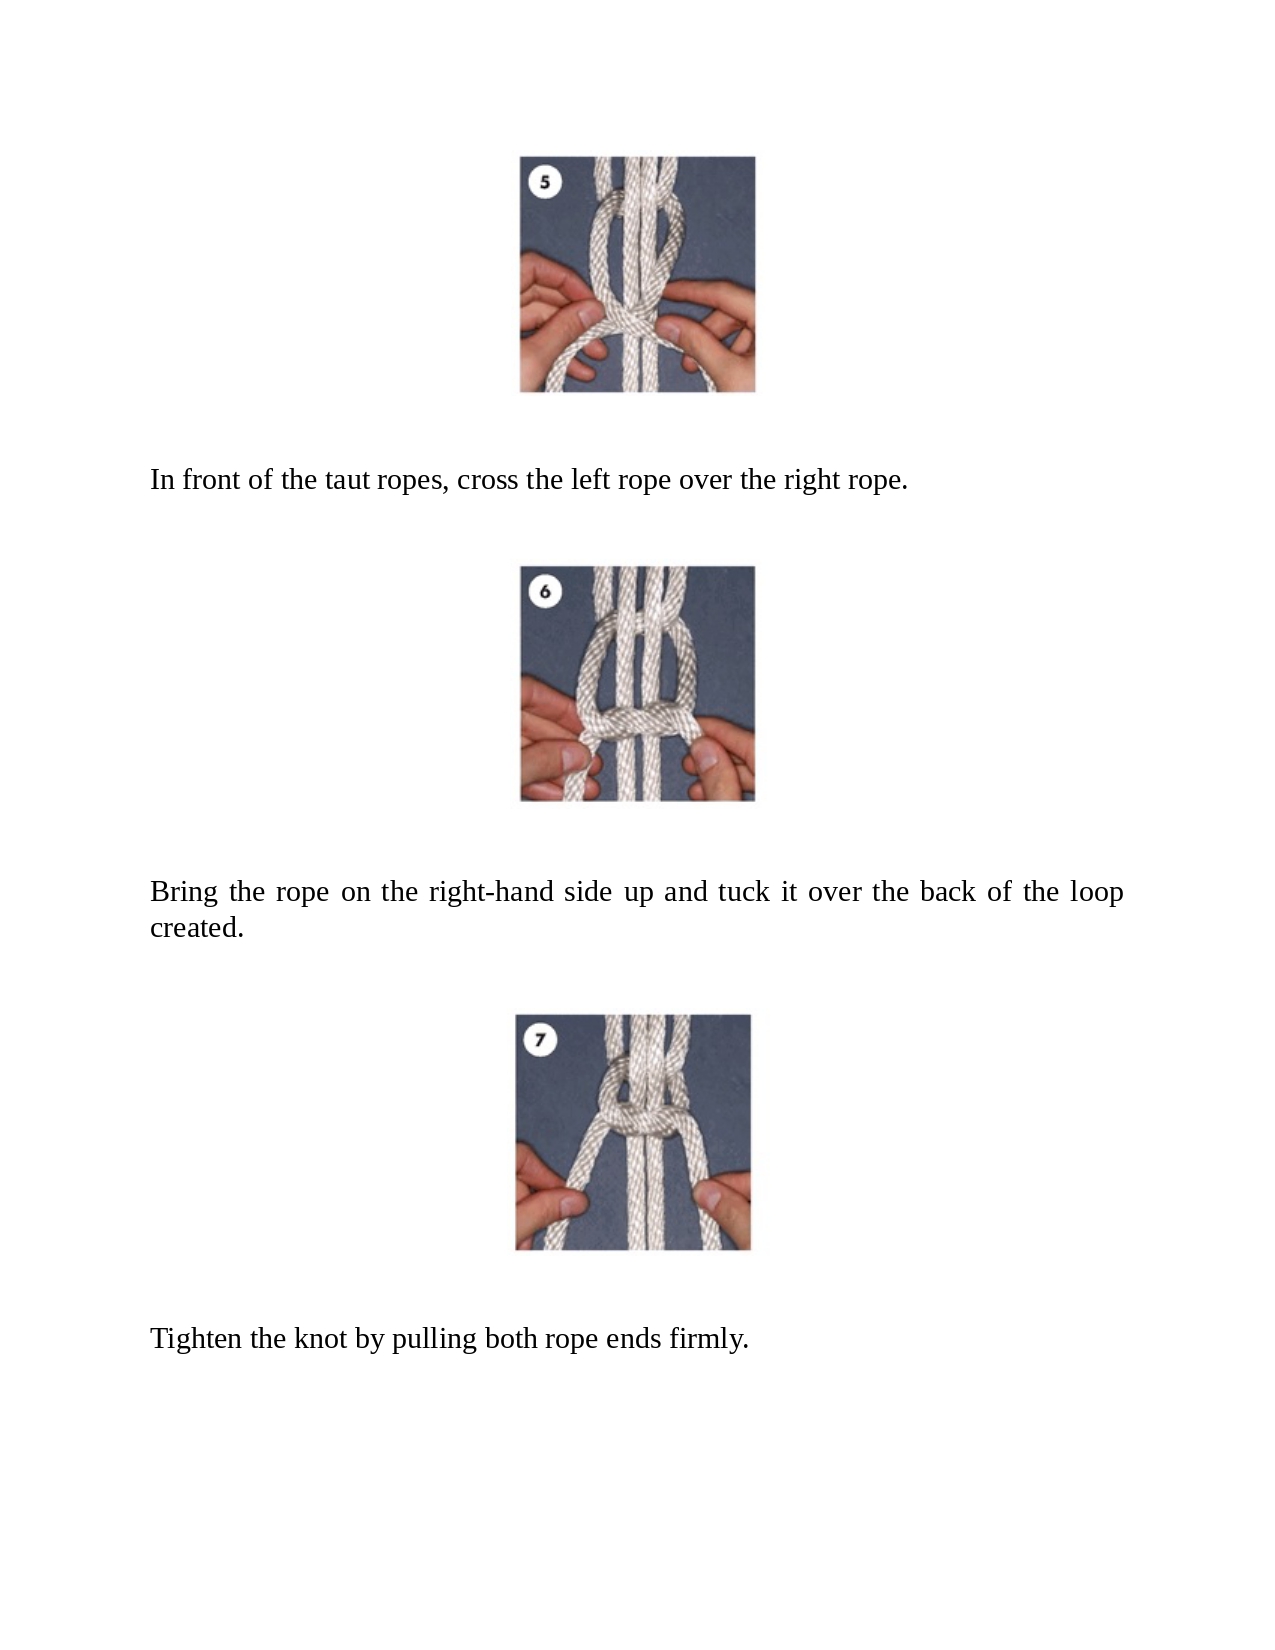 5
In front of the taut ropes, cross the left rope over the right rope.
6
Bring the rope on the right-hand side up and tuck it over the back of the loop
created.
7
Tighten the knot by pulling both rope ends firmly.